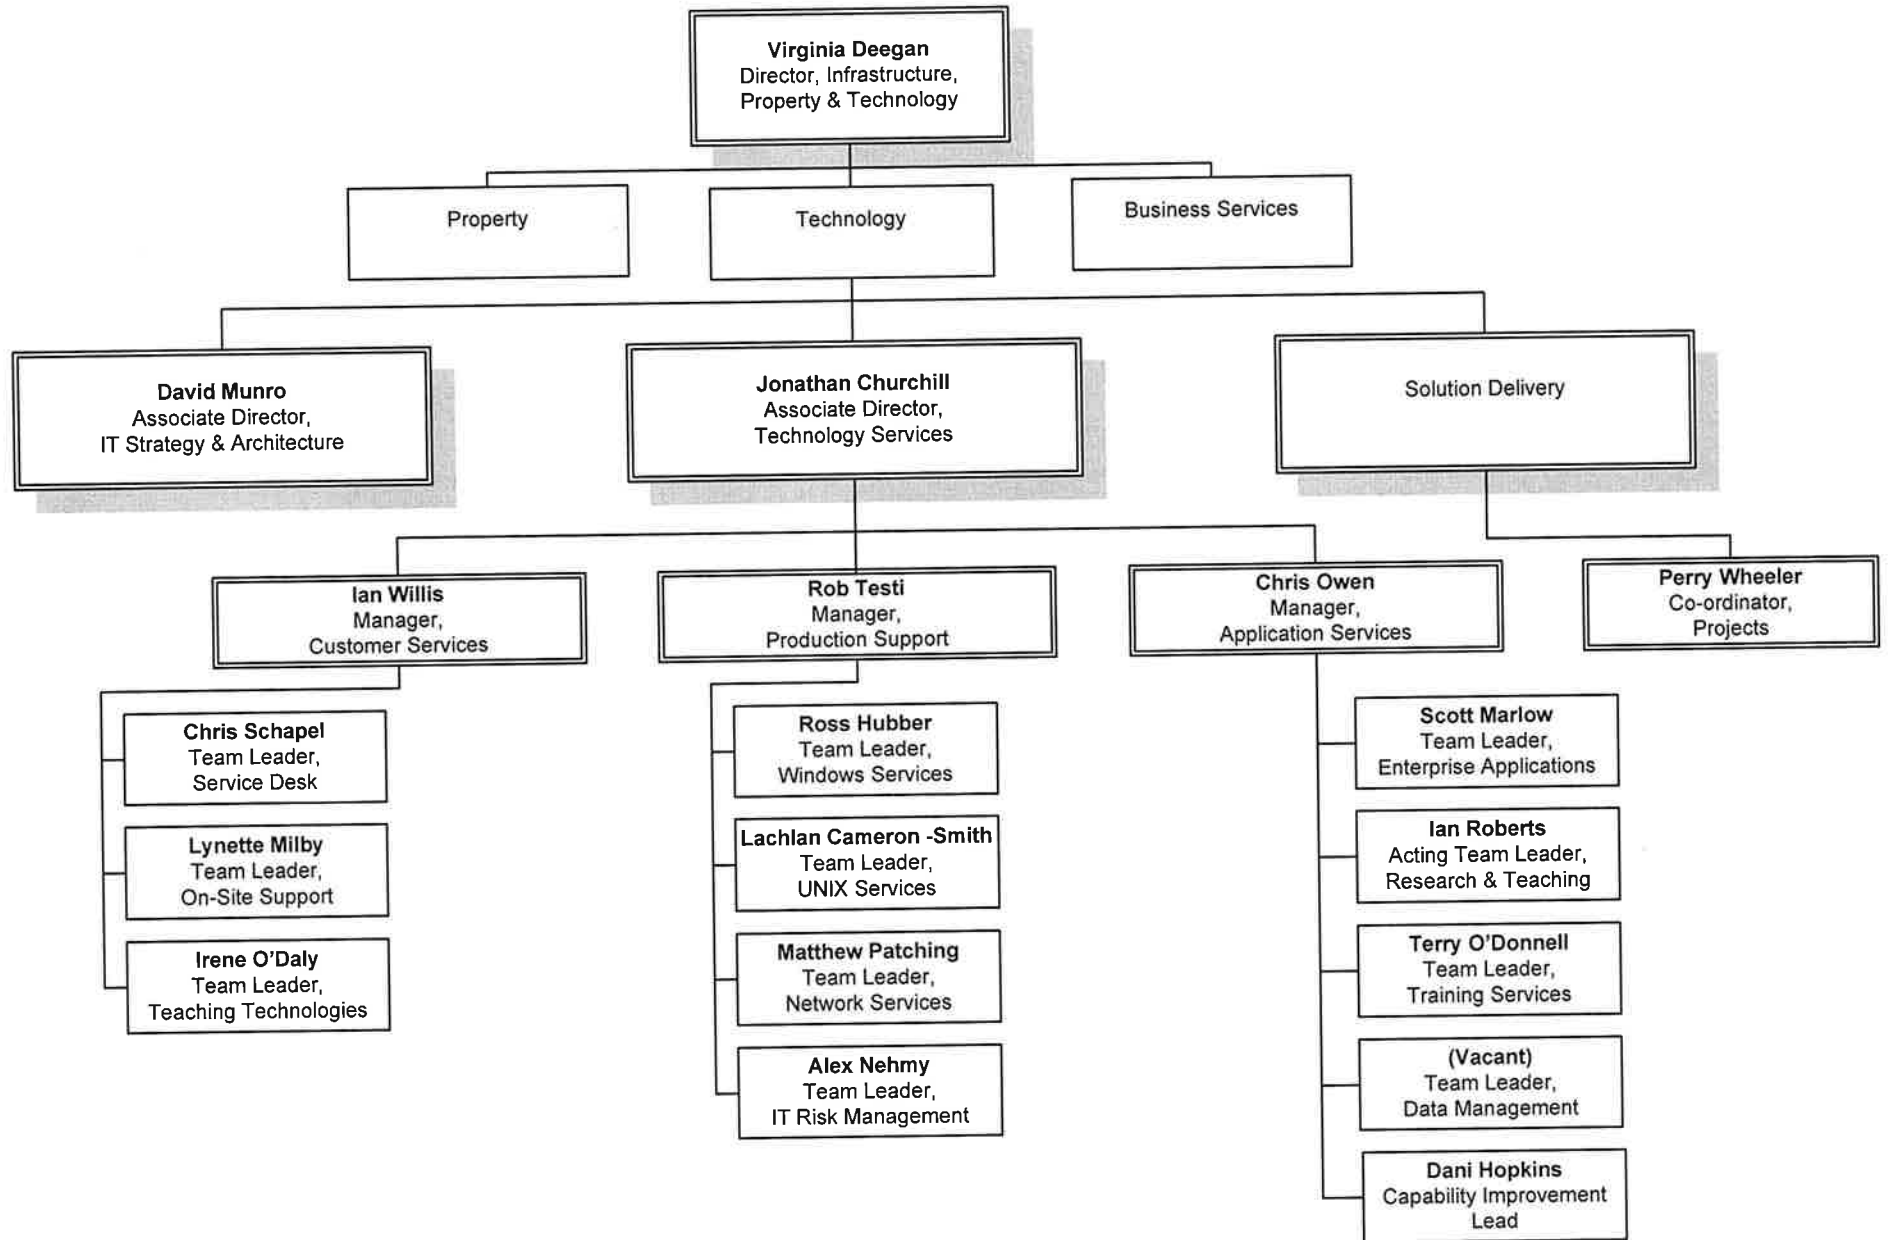 Virginia Deegan
Director, Infrastructure,
Property & Technology
Property
Technology
Business Services
David Munro
Associate Director,
IT Strategy & Architecture
Jonathan Churchill
Associate Director,
Technology Services
Solution Delivery
Ian Willis
Manager,
Customer Services
Rob Testi
Manager,
Production Support
Chris Owen
Manager,
Application Services
Perry Wheeler
Co-ordinator,
Projects
Chris Schapel
Team Leader,
Service Desk
Lynette Milby
Team Leader,
On-Site Support
Irene O'Daly
Team Leader,
Teaching Technologies
Ross Hubber
Team Leader,
Windows Services
Lachlan Cameron -Smith
Team Leader,
UNIX Services
Matthew Patching
Team Leader,
Network Services
Alex Nehmy
Team Leader,
IT Risk Management
Scott Marlow
Team Leader,
Enterprise Applications
Ian Roberts
Acting Team Leader,
Research & Teaching
Terry O'Donnell
Team Leader,
Training Services
(Vacant)
Team Leader,
Data Management
Dani Hopkins
Capability Improvement
Lead